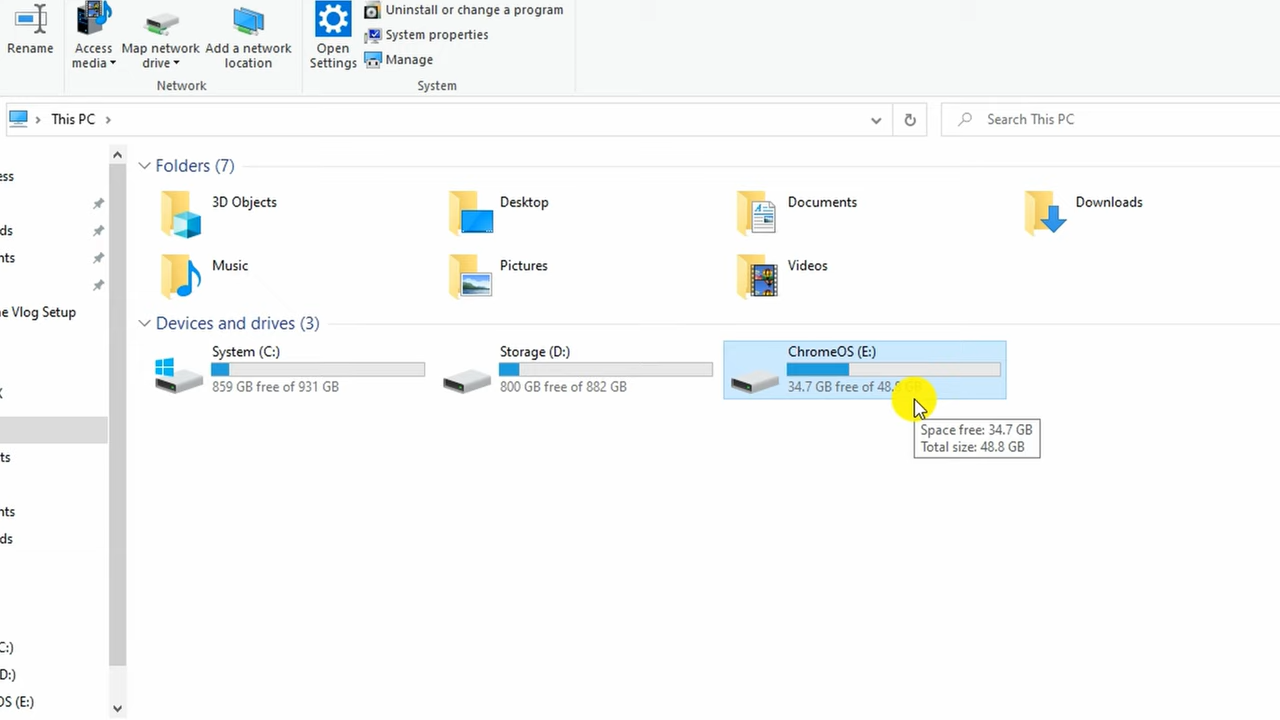 Rename
Access media
Map network drive
Add a network location
Network
Open Settings
Uninstall or change a program
System properties
Manage
System
This PC
Search This PC
ess
ds
nts
e Vlog Setup
X
ts
nts
ds
C:)
D:)
OS (E:)
Folders (7)
3D Objects
Desktop
Documents
Downloads
Music
Pictures
Videos
Devices and drives (3)
System (C:)
859 GB free of 931 GB
Storage (D:)
800 GB free of 882 GB
ChromeOS (E:)
34.7 GB free of 48.8 GB
Space free: 34.7 GB
Total size: 48.8 GB